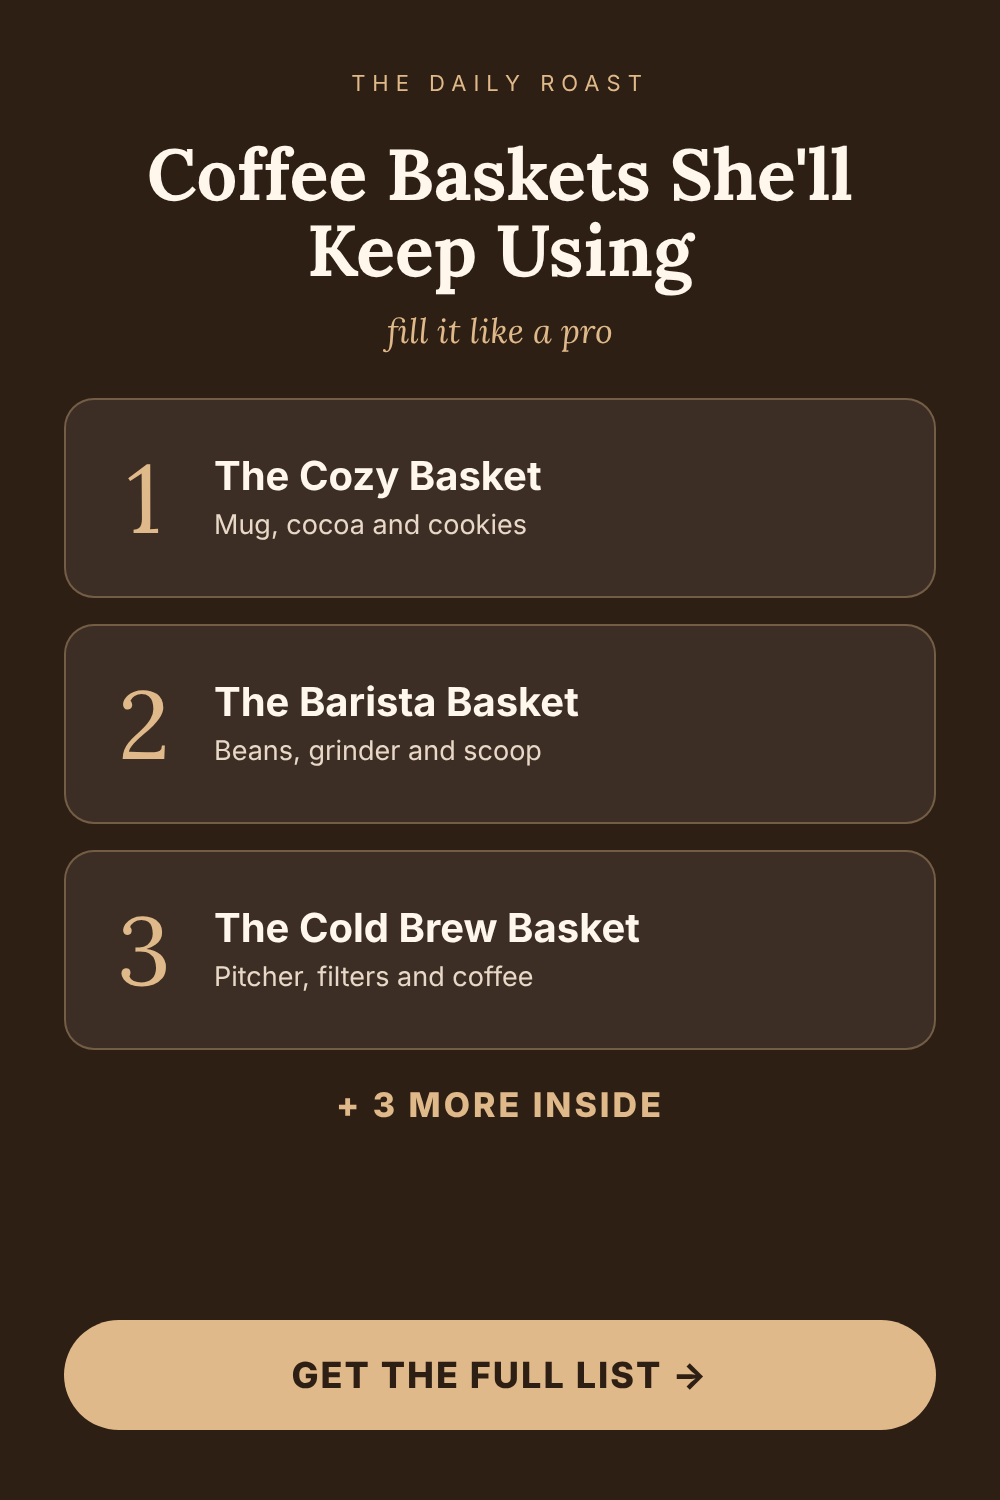 THE DAILY ROAST
Coffee Baskets She'll
Keep Using
fill it like a pro
1
The Cozy Basket
Mug, cocoa and cookies
2
The Barista Basket
Beans, grinder and scoop
3
The Cold Brew Basket
Pitcher, filters and coffee
+ 3 MORE INSIDE
GET THE FULL LIST →